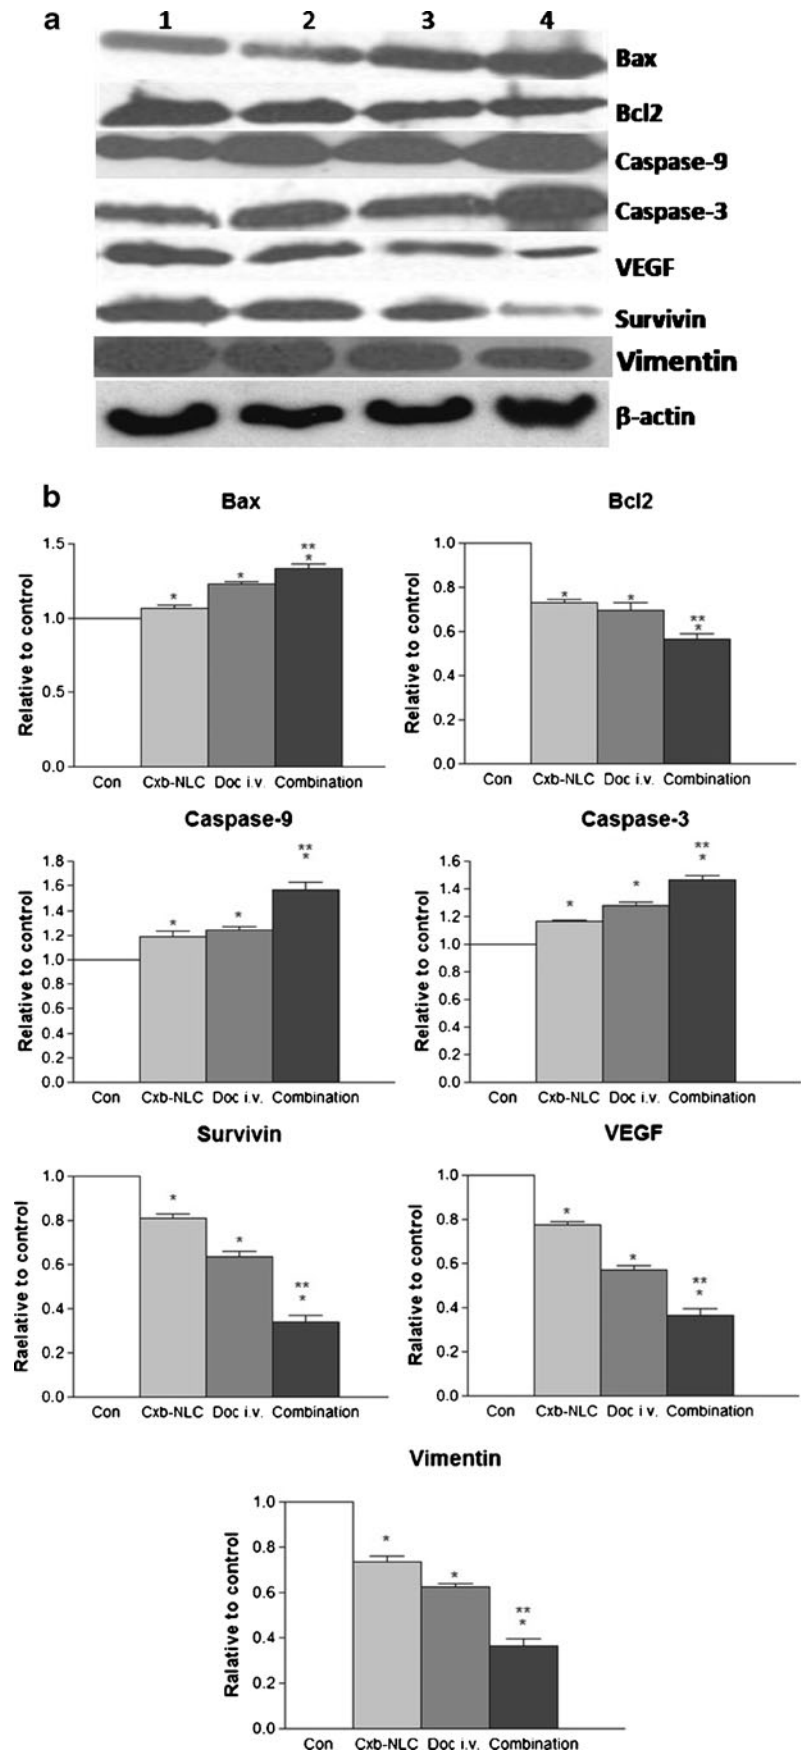 a
1 2 3 4
Bax
Bcl2
Caspase-9
Caspase-3
VEGF
Survivin
Vimentin
β-actin
b
Bax
Relative to control
1.5
1.0
0.5
0.0
* * ** *
Con Cxb-NLC Doc i.v. Combination
Bcl2
Relative to control
1.0
0.8
0.6
0.4
0.2
0.0
* * ** *
Con Cxb-NLC Doc i.v. Combination
Caspase-9
Relative to control
1.8
1.6
1.4
1.2
1.0
0.8
0.6
0.4
0.2
0.0
* * ** *
Con Cxb-NLC Doc i.v. Combination
Caspase-3
Relative to control
1.6
1.4
1.2
1.0
0.8
0.6
0.4
0.2
0.0
* * ** *
Con Cxb-NLC Doc i.v. Combination
Survivin
Raelative to control
1.0
0.8
0.6
0.4
0.2
0.0
* * ** *
Con Cxb-NLC Doc i.v. Combination
VEGF
Ralative to control
1.0
0.8
0.6
0.4
0.2
0.0
* * ** *
Con Cxb-NLC Doc i.v. Combination
Vimentin
Ralative to control
1.0
0.8
0.6
0.4
0.2
0.0
* * ** *
Con Cxb-NLC Doc i.v. Combination